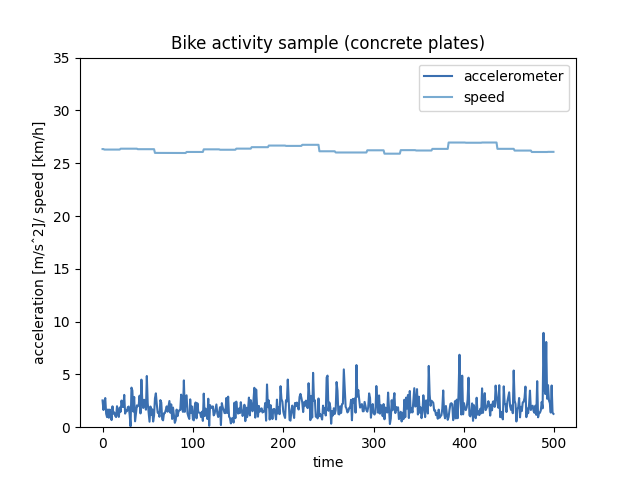 Bike activity sample (concrete plates)
accelerometer
speed
35
30
25
20
15
10
5
0
acceleration [m/s^2]/ speed [km/h]
0 100 200 300 400 500
time